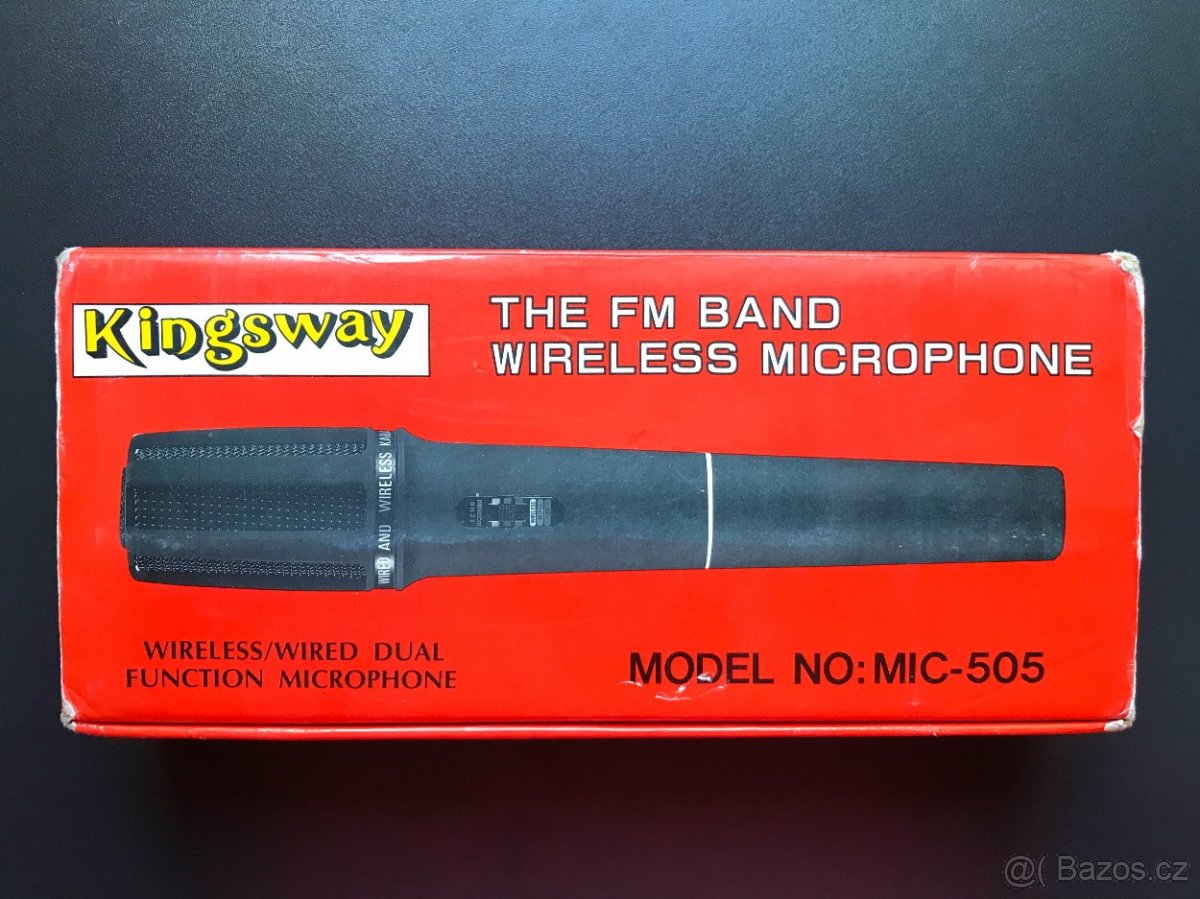 Kingsway
THE FM BAND
WIRELESS MICROPHONE
WIRED AND WIRELESS
WIRELESS/WIRED DUAL
FUNCTION MICROPHONE
MODEL NO: MIC-505
@( Bazos.cz